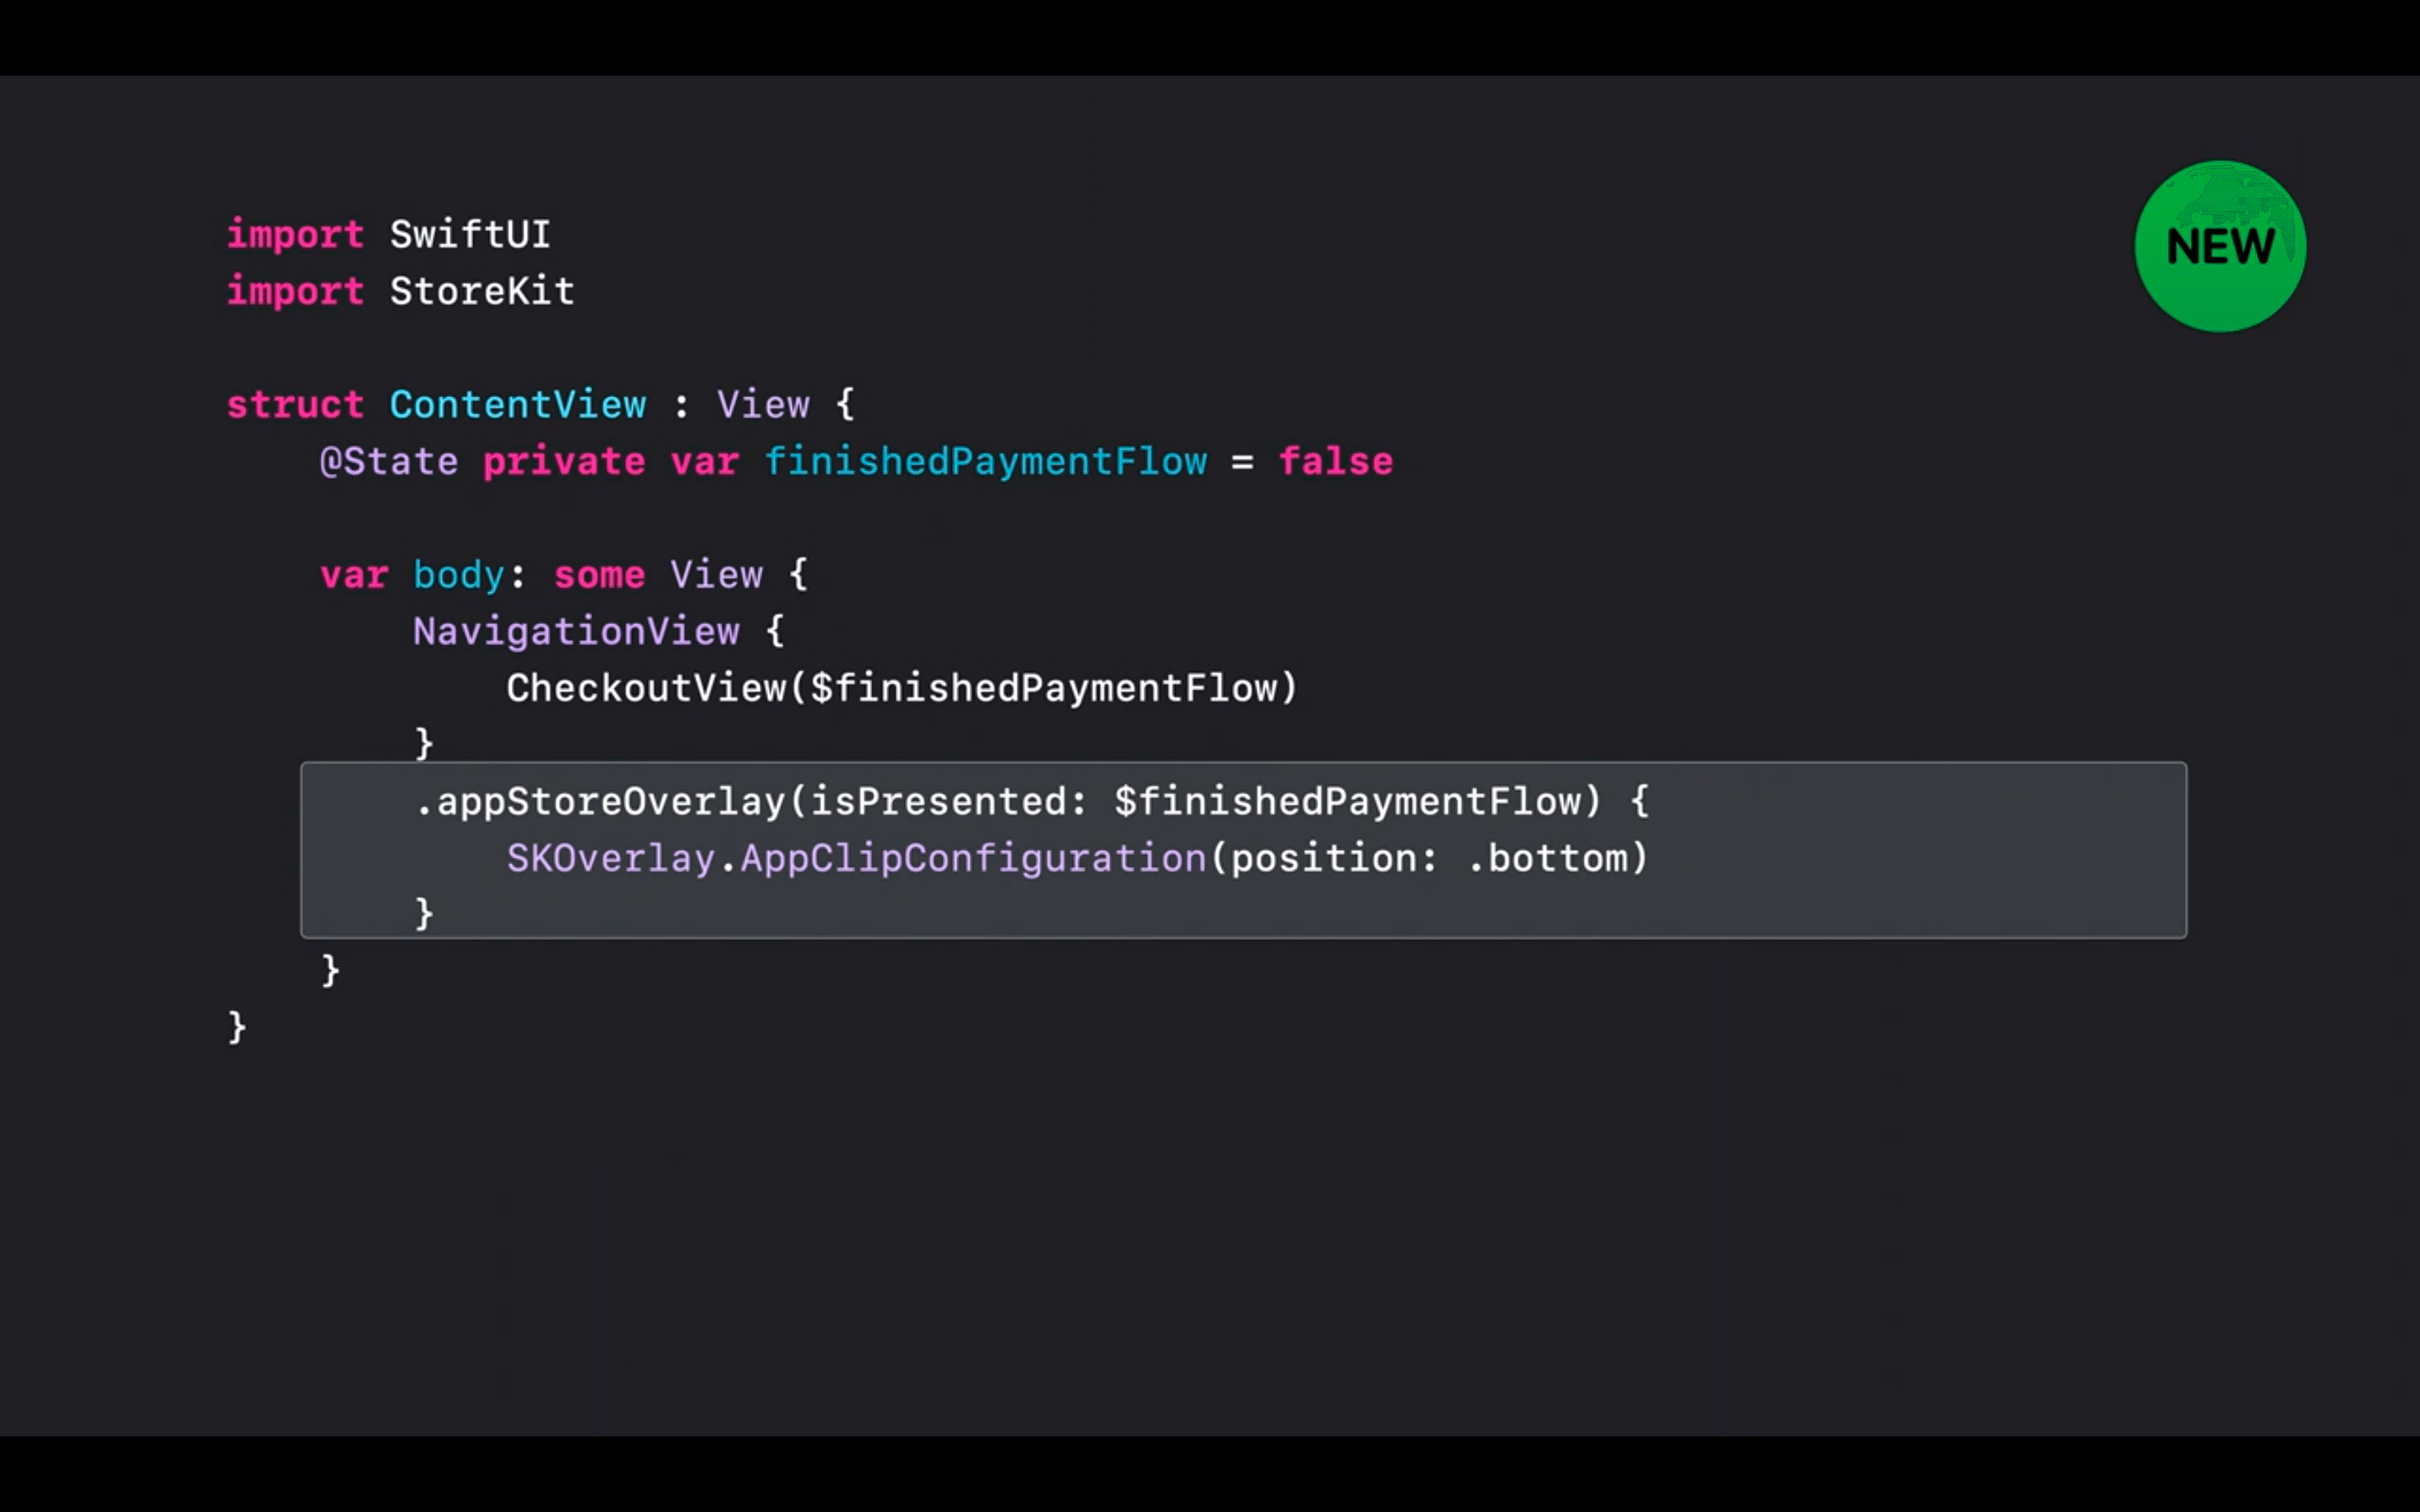 NEW
import SwiftUI
import StoreKit
struct ContentView : View {
    @State private var finishedPaymentFlow = false
    var body: some View {
        NavigationView {
            CheckoutView($finishedPaymentFlow)
        }
        .appStoreOverlay(isPresented: $finishedPaymentFlow) {
            SKOverlay.AppClipConfiguration(position: .bottom)
        }
    }
}